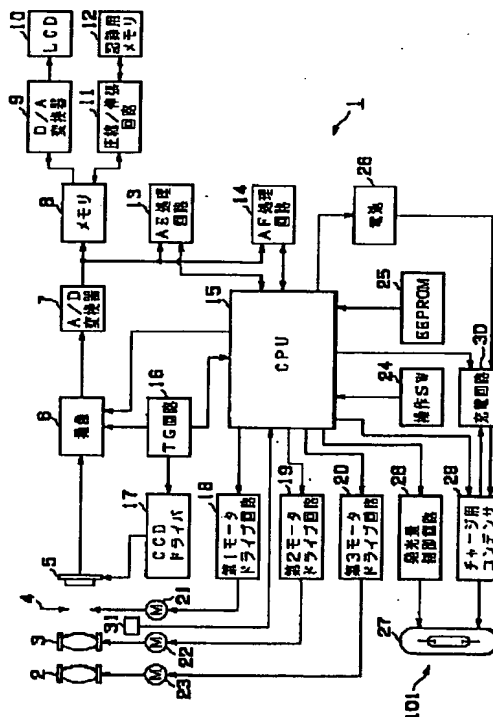 10
LCD
12
記録用メモリ
9
D/A
変換器
11
圧縮/伸張
回路
8
メモリ
13
AE処理
回路
14
AF処理
回路
1
7
A/D
変換器
6
撮像
16
TG回路
15
CPU
26
電池
25
EEPROM
24
操作SW
30
充電回路
17
CCD
ドライバ
18
第1モータ
ドライブ回路
19
第2モータ
ドライブ回路
20
第3モータ
ドライブ回路
28
発光量
制御回路
29
チャージ用
コンデンサ
5
4
3
2
31
M
21
M
22
M
23
27
101